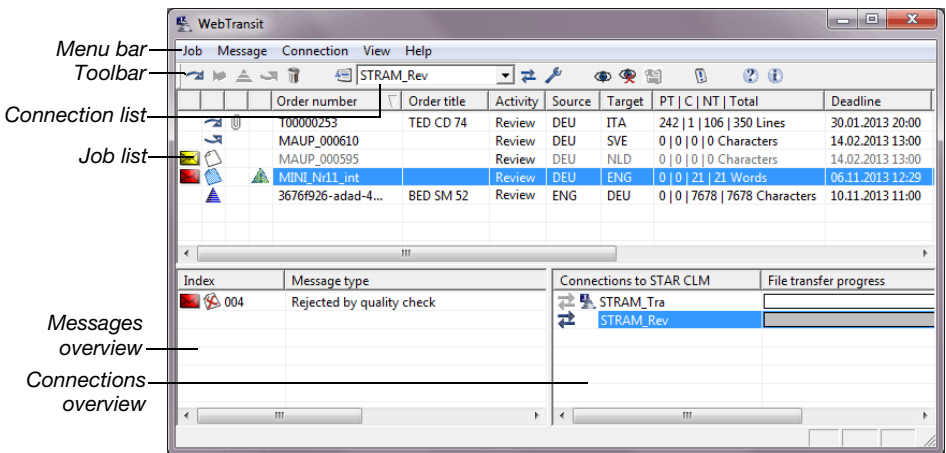 WebTransit
Menu bar
Job Message Connection View Help
Toolbar
STRAM_Rev
Connection list
Order number Order title Activity Source Target PT | C | NT | Total Deadline
T00000253 TED CD 74 Review DEU ITA 242 | 1 | 106 | 350 Lines 30.01.2013 20:00
MAUP_000610 Review DEU SVE 0 | 0 | 0 | 0 Characters 14.02.2013 13:00
Job list
MAUP_000595 Review DEU NLD 0 | 0 | 0 | 0 Characters 14.02.2013 13:00
MINI_Nr11_int Review DEU ENG 0 | 0 | 21 | 21 Words 06.11.2013 12:29
3676f926-adad-4... BED SM 52 Review ENG DEU 0 | 0 | 7678 | 7678 Characters 10.11.2013 11:00
Index Message type
004 Rejected by quality check
Connections to STAR CLM File transfer progress
STRAM_Tra
STRAM_Rev
Messages
overview
Connections
overview